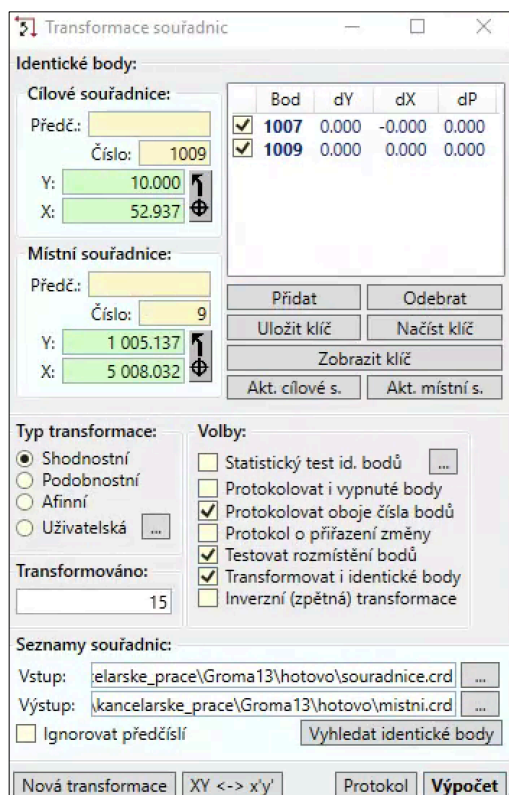 Transformace souřadnic
Identické body:
Cílové souřadnice:
Předč.:
Číslo: 1009
Y: 10.000
X: 52.937
Bod dY dX dP
1007 0.000 -0.000 0.000
1009 0.000 0.000 0.000
Místní souřadnice:
Předč.:
Číslo: 9
Y: 1 005.137
X: 5 008.032
Přidat Odebrat
Uložit klíč Načíst klíč
Zobrazit klíč
Akt. cílové s. Akt. místní s.
Typ transformace:
Shodnostní
Podobnostní
Afinní
Uživatelská ...
Transformováno:
15
Volby:
Statistický test id. bodů ...
Protokolovat i vypnuté body
Protokolovat oboje čísla bodů
Protokol o přiřazení změny
Testovat rozmístění bodů
Transformovat i identické body
Inverzní (zpětná) transformace
Seznamy souřadnic:
Vstup: :elarske_prace\Groma13\hotovo\souradnice.crd ...
Výstup: \kancelarske_prace\Groma13\hotovo\mistni.crd ...
Ignorovat předčíslí Vyhledat identické body
Nová transformace XY <-> x'y' Protokol Výpočet